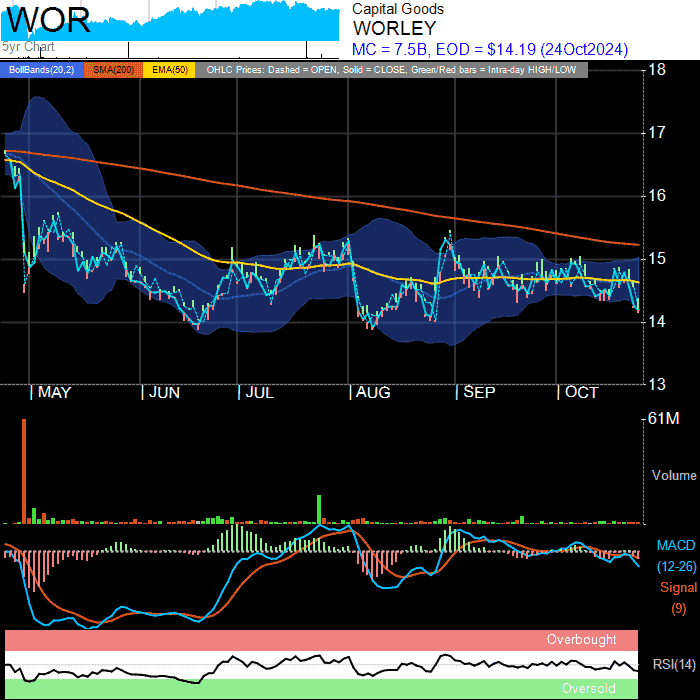 WOR
5yr Chart
Capital Goods
WORLEY
MC = 7.5B, EOD = $14.19 (24Oct2024)
BollBands(20,2) SMA(200) EMA(50) OHLC Prices: Dashed = OPEN, Solid = CLOSE, Green/Red bars = Intra-day HIGH/LOW
18
17
16
15
14
13
MAY JUN JUL AUG SEP OCT
61M
Volume
MACD
(12-26)
Signal
(9)
Overbought
RSI(14)
Oversold